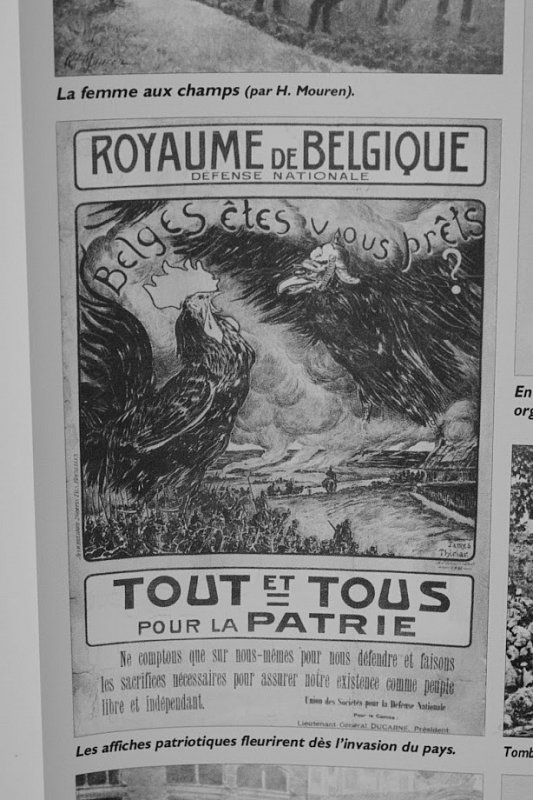 La femme aux champs (par H. Mouren).
ROYAUME DE BELGIQUE
DEFENSE NATIONALE
Belges êtes vous prêts
?
James
Thiriar
TOUT ET TOUS
POUR LA PATRIE
Ne comptons que sur nous-mêmes pour nous défendre et faisons
les sacrifices nécessaires pour assurer notre existence comme peuple
libre et indépendant.
Union des Sociétés pour la Défense Nationale
Pour le Comité
Lieutenant Général DUCARNE, Président
Les affiches patriotiques fleurirent dès l'invasion du pays.
En
org
Tomb